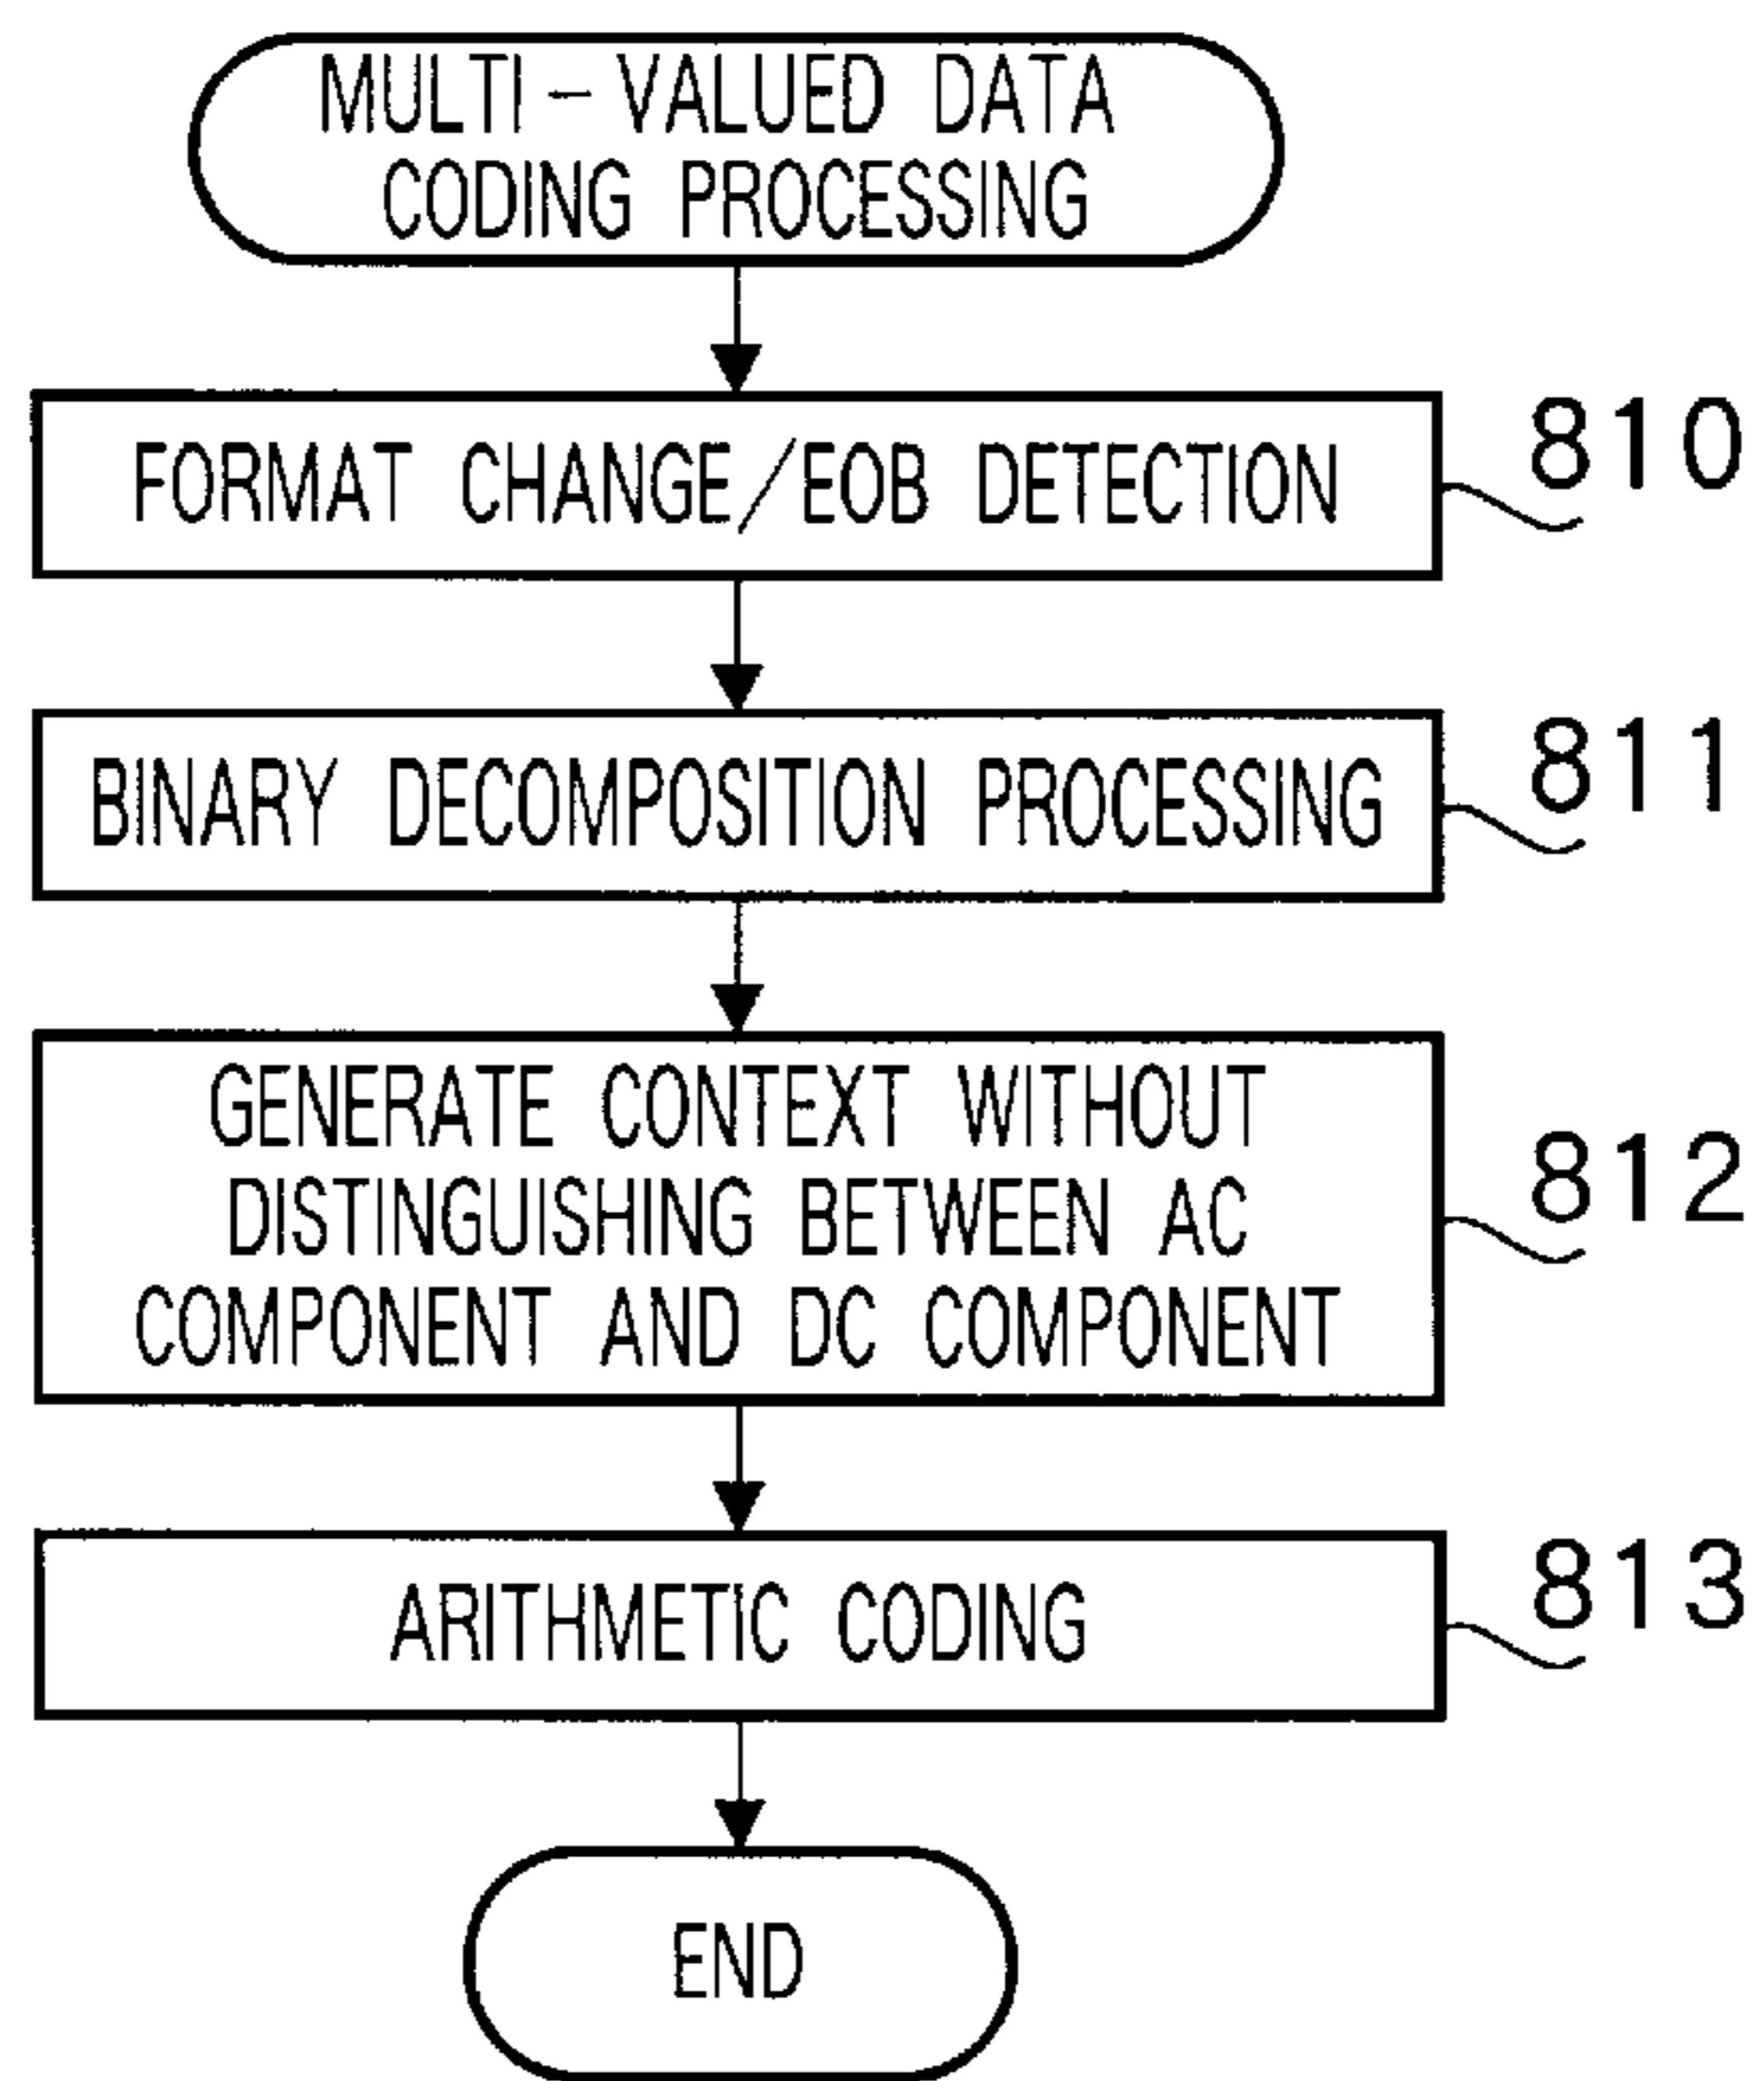 MULTI-VALUED DATA
CODING PROCESSING
FORMAT CHANGE/EOB DETECTION
810
BINARY DECOMPOSITION PROCESSING
811
GENERATE CONTEXT WITHOUT
DISTINGUISHING BETWEEN AC
COMPONENT AND DC COMPONENT
812
ARITHMETIC CODING
813
END